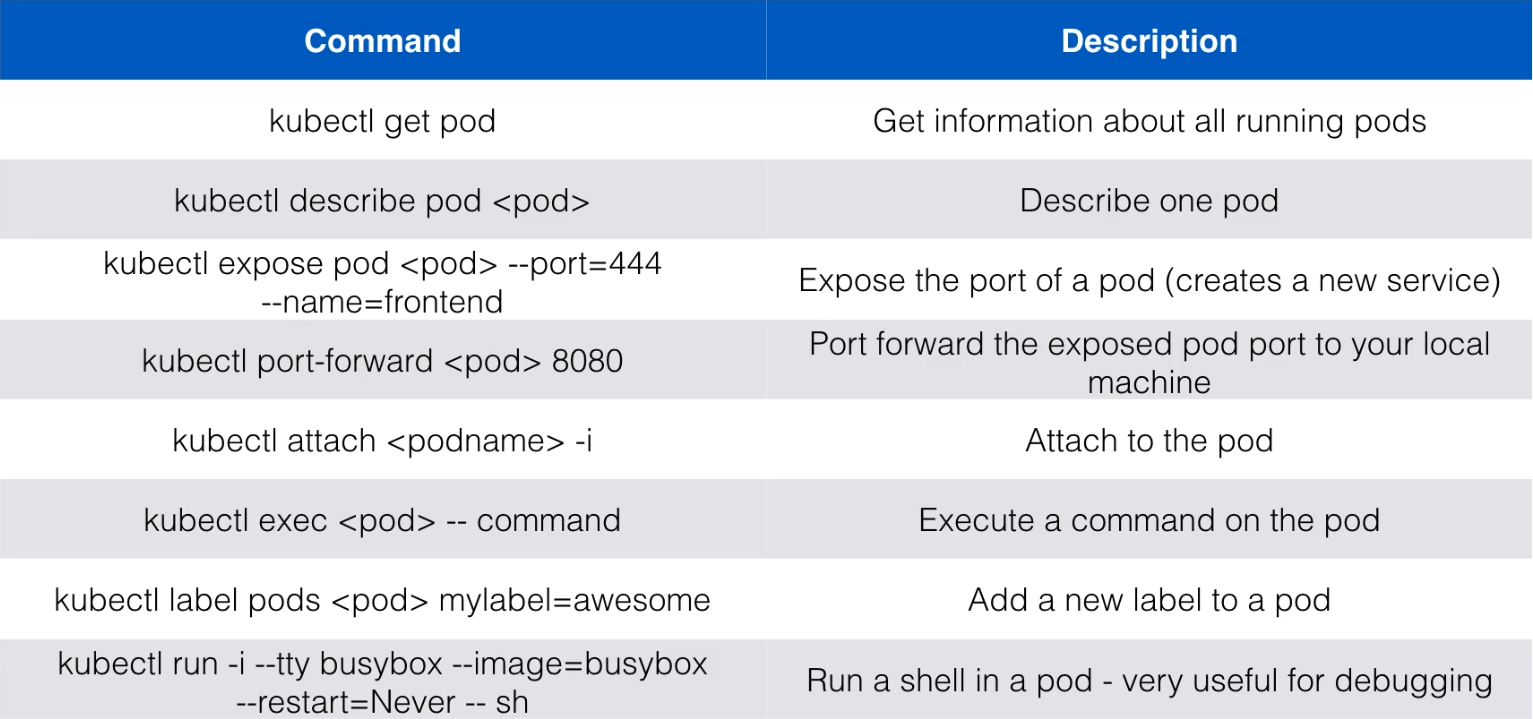 Command
Description
kubectl get pod
Get information about all running pods
kubectl describe pod <pod>
Describe one pod
kubectl expose pod <pod> --port=444
--name=frontend
Expose the port of a pod (creates a new service)
kubectl port-forward <pod> 8080
Port forward the exposed pod port to your local
machine
kubectl attach <podname> -i
Attach to the pod
kubectl exec <pod> -- command
Execute a command on the pod
kubectl label pods <pod> mylabel=awesome
Add a new label to a pod
kubectl run -i --tty busybox --image=busybox
--restart=Never -- sh
Run a shell in a pod - very useful for debugging